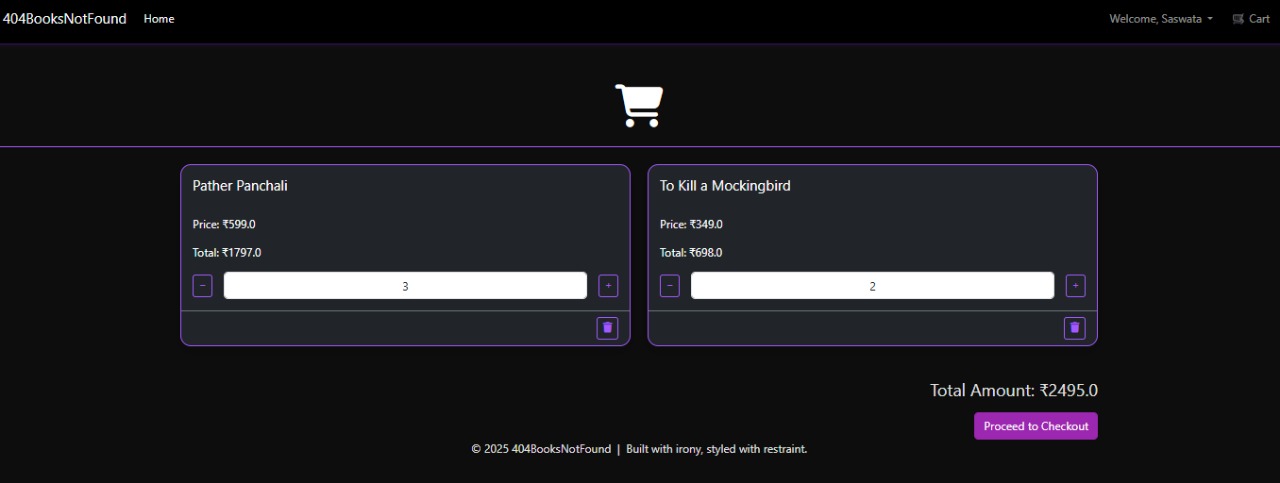 404BooksNotFound Home Welcome, Saswata Cart
Pather Panchali
Price: ₹599.0
Total: ₹1797.0
− 3 +
To Kill a Mockingbird
Price: ₹349.0
Total: ₹698.0
− 2 +
Total Amount: ₹2495.0
Proceed to Checkout
© 2025 404BooksNotFound | Built with irony, styled with restraint.